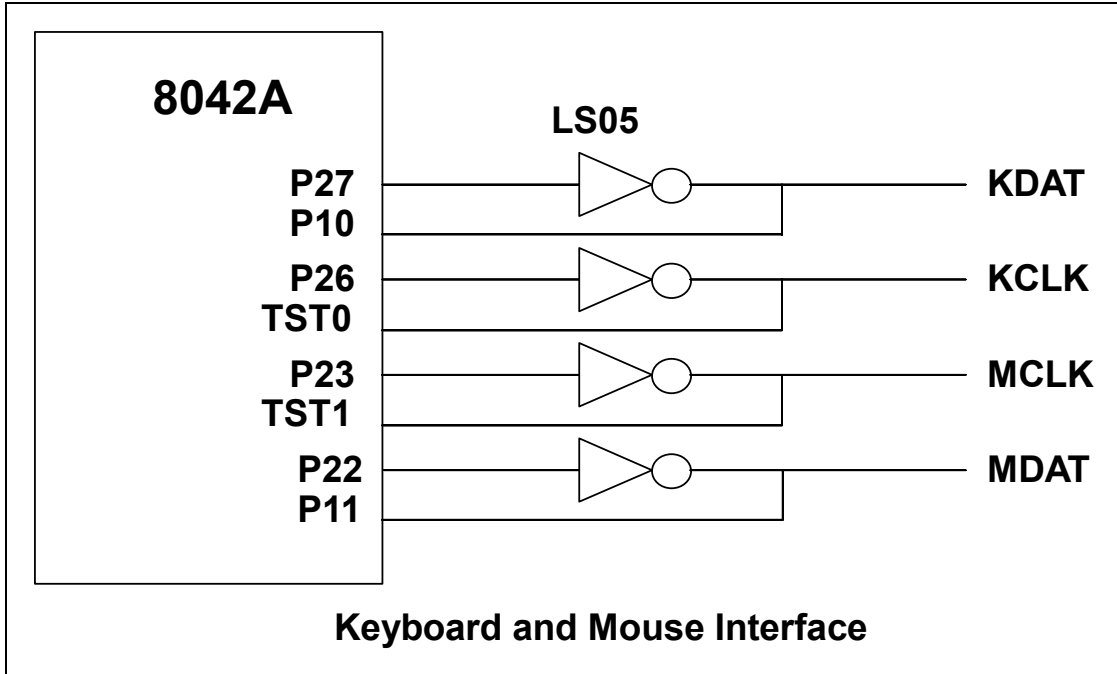 8042A
LS05
P27
KDAT
P10
P26
KCLK
TST0
P23
MCLK
TST1
P22
MDAT
P11
Keyboard and Mouse Interface